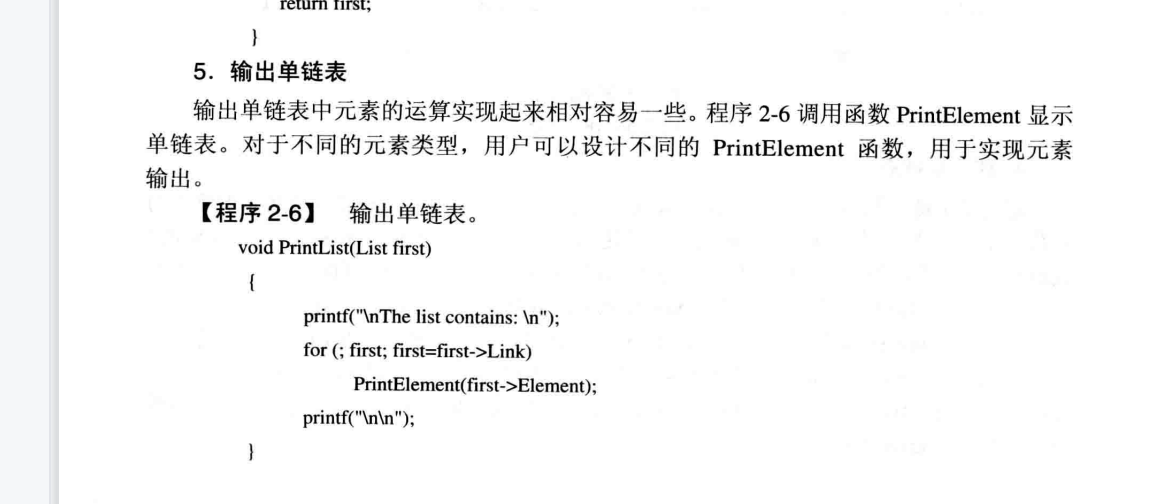 return first;
}
5．输出单链表
输出单链表中元素的运算实现起来相对容易一些。程序 2-6 调用函数 PrintElement 显示
单链表。对于不同的元素类型，用户可以设计不同的 PrintElement 函数，用于实现元素
输出。
【程序 2-6】 输出单链表。
void PrintList(List first)
{
printf("\nThe list contains: \n");
for (; first; first=first->Link)
PrintElement(first->Element);
printf("\n\n");
}